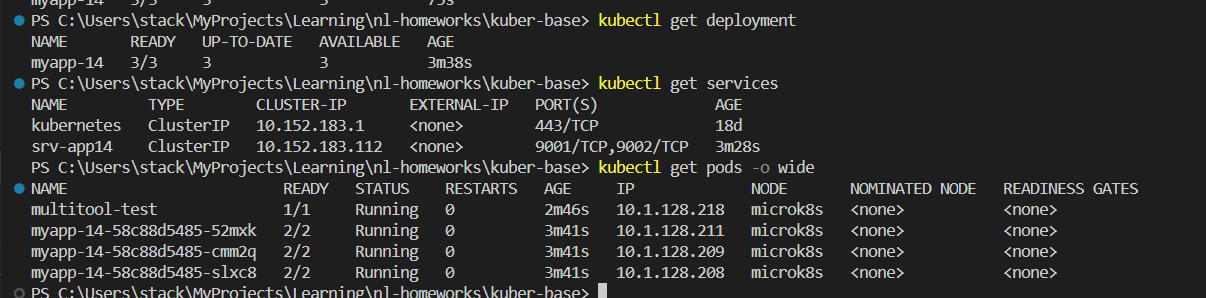 myapp-14 3/3 3 3 75s
PS C:\Users\stack\MyProjects\Learning\nl-homeworks\kuber-base> kubectl get deployment
NAME READY UP-TO-DATE AVAILABLE AGE
myapp-14 3/3 3 3 3m38s
PS C:\Users\stack\MyProjects\Learning\nl-homeworks\kuber-base> kubectl get services
NAME TYPE CLUSTER-IP EXTERNAL-IP PORT(S) AGE
kubernetes ClusterIP 10.152.183.1 <none> 443/TCP 18d
srv-app14 ClusterIP 10.152.183.112 <none> 9001/TCP,9002/TCP 3m28s
PS C:\Users\stack\MyProjects\Learning\nl-homeworks\kuber-base> kubectl get pods -o wide
NAME READY STATUS RESTARTS AGE IP NODE NOMINATED NODE READINESS GATES
multitool-test 1/1 Running 0 2m46s 10.1.128.218 microk8s <none> <none>
myapp-14-58c88d5485-52mxk 2/2 Running 0 3m41s 10.1.128.211 microk8s <none> <none>
myapp-14-58c88d5485-cmm2q 2/2 Running 0 3m41s 10.1.128.209 microk8s <none> <none>
myapp-14-58c88d5485-slxc8 2/2 Running 0 3m41s 10.1.128.208 microk8s <none> <none>
PS C:\Users\stack\MyProjects\Learning\nl-homeworks\kuber-base>